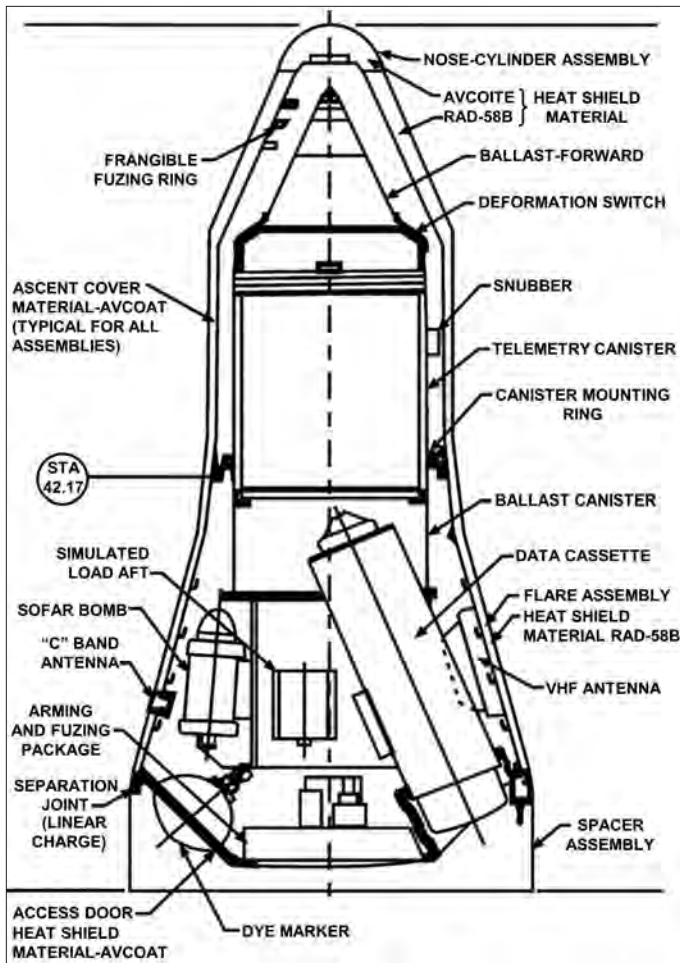 NOSE-CYLINDER ASSEMBLY
AVCOITE
RAD-58B
HEAT SHIELD
MATERIAL
FRANGIBLE
FUZING RING
BALLAST-FORWARD
DEFORMATION SWITCH
ASCENT COVER
MATERIAL-AVCOAT
(TYPICAL FOR ALL
ASSEMBLIES)
SNUBBER
TELEMETRY CANISTER
CANISTER MOUNTING
RING
STA
42.17
BALLAST CANISTER
SIMULATED
LOAD AFT
DATA CASSETTE
SOFAR BOMB
FLARE ASSEMBLY
HEAT SHIELD
MATERIAL RAD-58B
"C" BAND
ANTENNA
VHF ANTENNA
ARMING
AND FUZING
PACKAGE
SEPARATION
JOINT
(LINEAR
CHARGE)
SPACER
ASSEMBLY
ACCESS DOOR
HEAT SHIELD
MATERIAL-AVCOAT
DYE MARKER